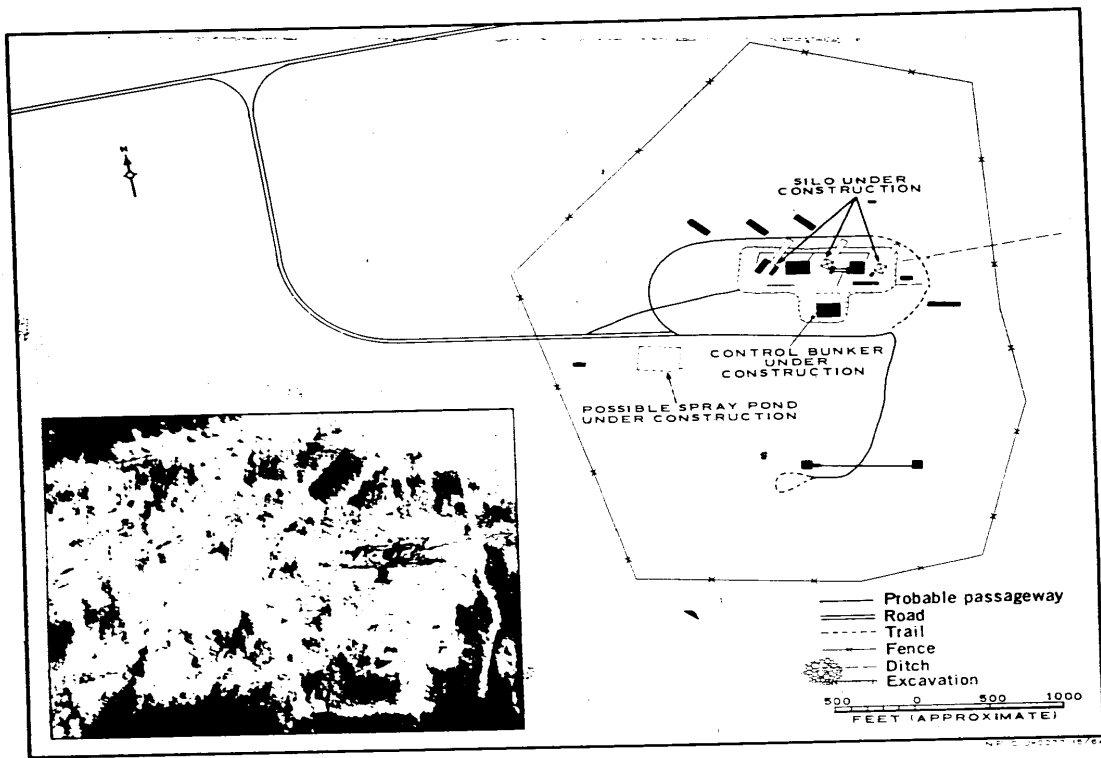 N
SILO UNDER
CONSTRUCTION
CONTROL BUNKER
UNDER
CONSTRUCTION
POSSIBLE SPRAY POND
UNDER CONSTRUCTION
Probable passageway
Road
Trail
Fence
Ditch
Excavation
500 0 500 1000
FEET (APPROXIMATE)